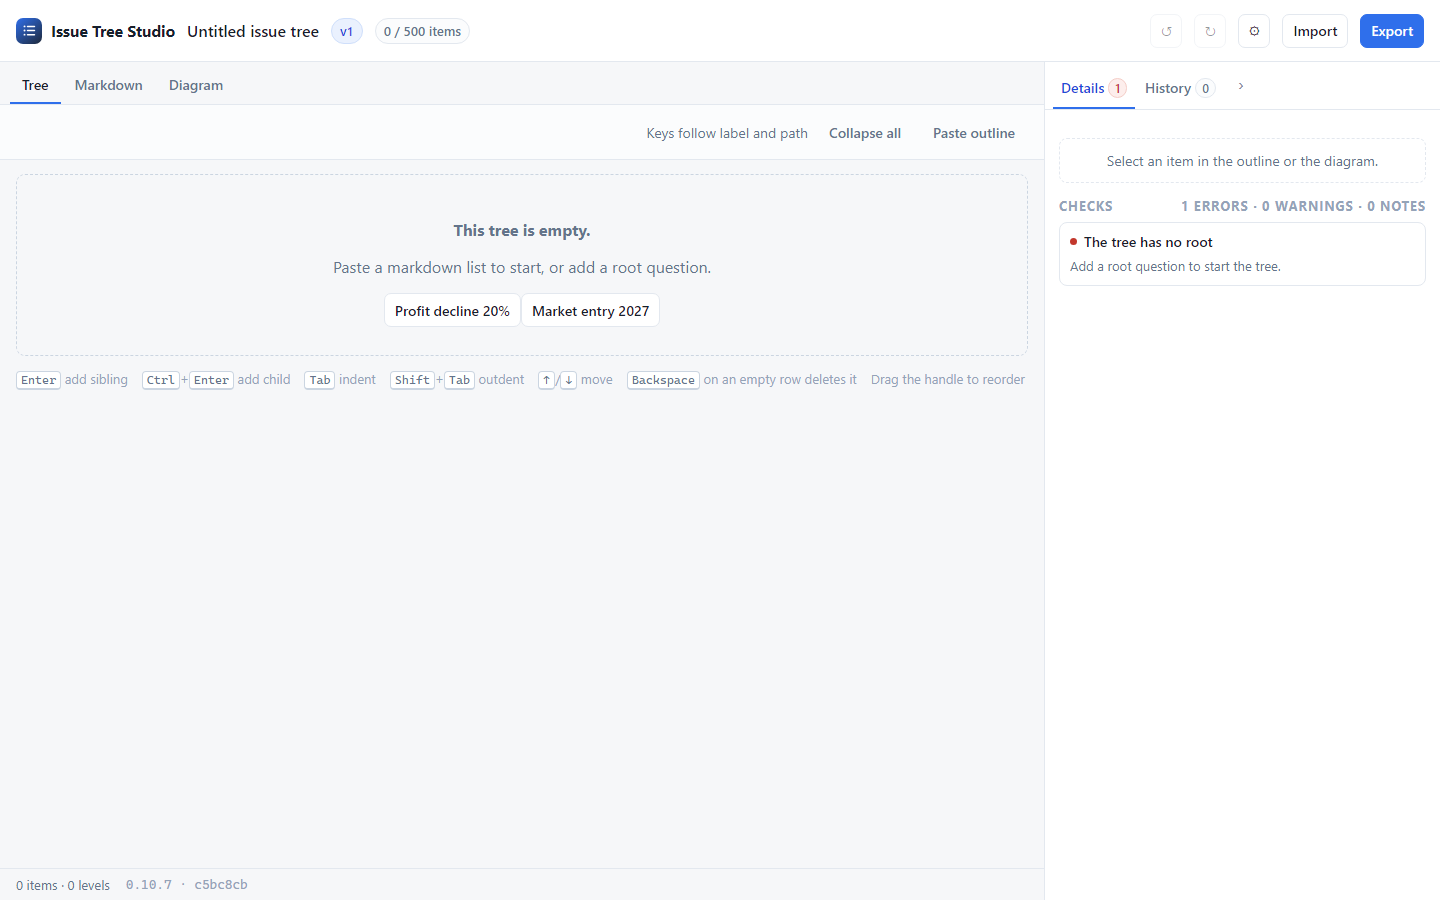 Issue Tree Studio Untitled issue tree v1 0 / 500 items ↺ ↻ ⚙ Import Export
Tree Markdown Diagram
Details 1 History 0 ›
Keys follow label and path Collapse all Paste outline
This tree is empty.
Paste a markdown list to start, or add a root question.
Profit decline 20% Market entry 2027
Enter add sibling Ctrl+Enter add child Tab indent Shift+Tab outdent ↑/↓ move Backspace on an empty row deletes it Drag the handle to reorder
Select an item in the outline or the diagram.
CHECKS 1 ERRORS · 0 WARNINGS · 0 NOTES
The tree has no root
Add a root question to start the tree.
0 items · 0 levels 0.10.7 · c5bc8cb